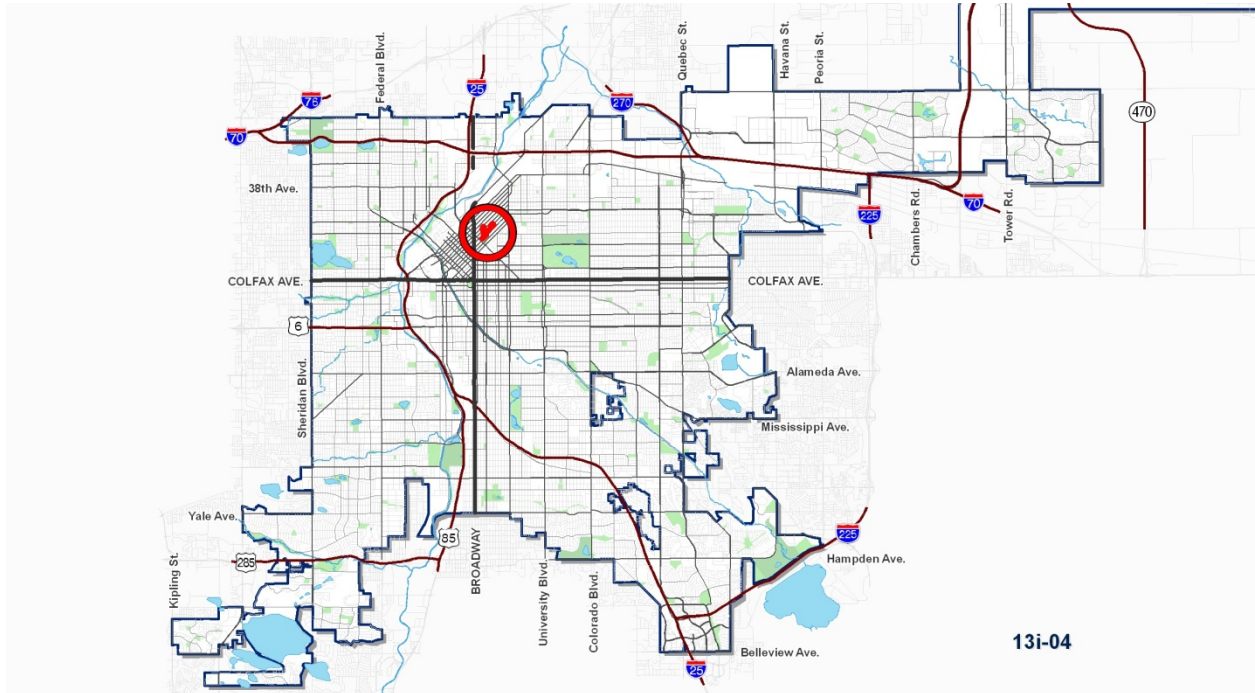 Federal Blvd.
Quebec St.
Havana St.
Peoria St.
25
76
270
470
70
38th Ave.
225
70
Chambers Rd.
Tower Rd.
COLFAX AVE.
COLFAX AVE.
6
Sheridan Blvd.
Alameda Ave.
Mississippi Ave.
Yale Ave.
85
225
285
Hampden Ave.
Kipling St.
BROADWAY
University Blvd.
Colorado Blvd.
13i-04
Belleview Ave.
25